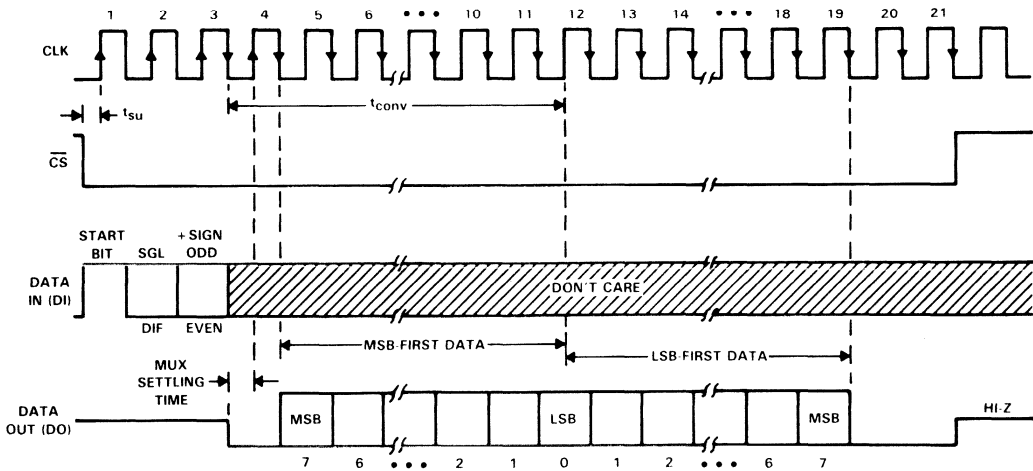 1 2 3 4 5 6 ••• 10 11 12 13 14 ••• 18 19 20 21
CLK
tsu
tconv
CS
START BIT
SGL
+ SIGN ODD
DATA IN (DI)
DON'T CARE
DIF
EVEN
MSB-FIRST DATA
LSB-FIRST DATA
MUX SETTLING TIME
DATA OUT (DO)
MSB
LSB
MSB
HI-Z
7 6 ••• 2 1 0 1 2 ••• 6 7